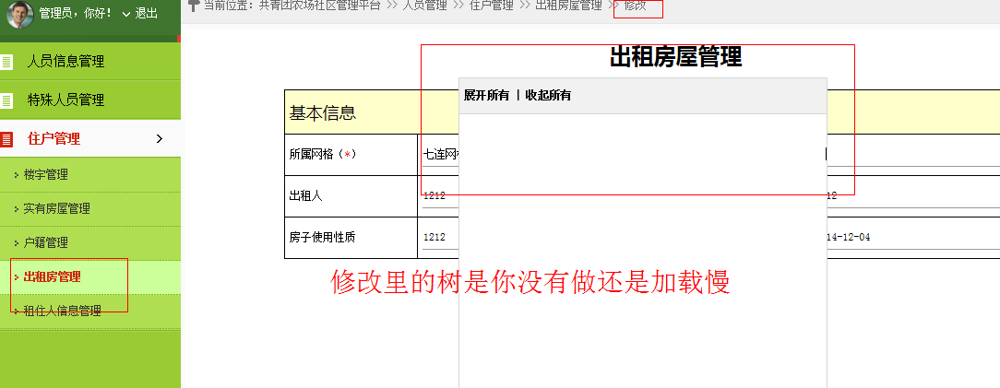 管理员，你好！ 退出
当前位置：共青团农场社区管理平台 >> 人员管理 >> 住户管理 >> 出租房屋管理 >> 修改
人员信息管理
特殊人员管理
住户管理
楼宇管理
实有房屋管理
户籍管理
出租房管理
租住人信息管理
出租房屋管理
展开所有 | 收起所有
基本信息
所属网格（*） 七连网
出租人 1212 12
房子使用性质 1212 14-12-04
修改里的树是你没有做还是加载慢